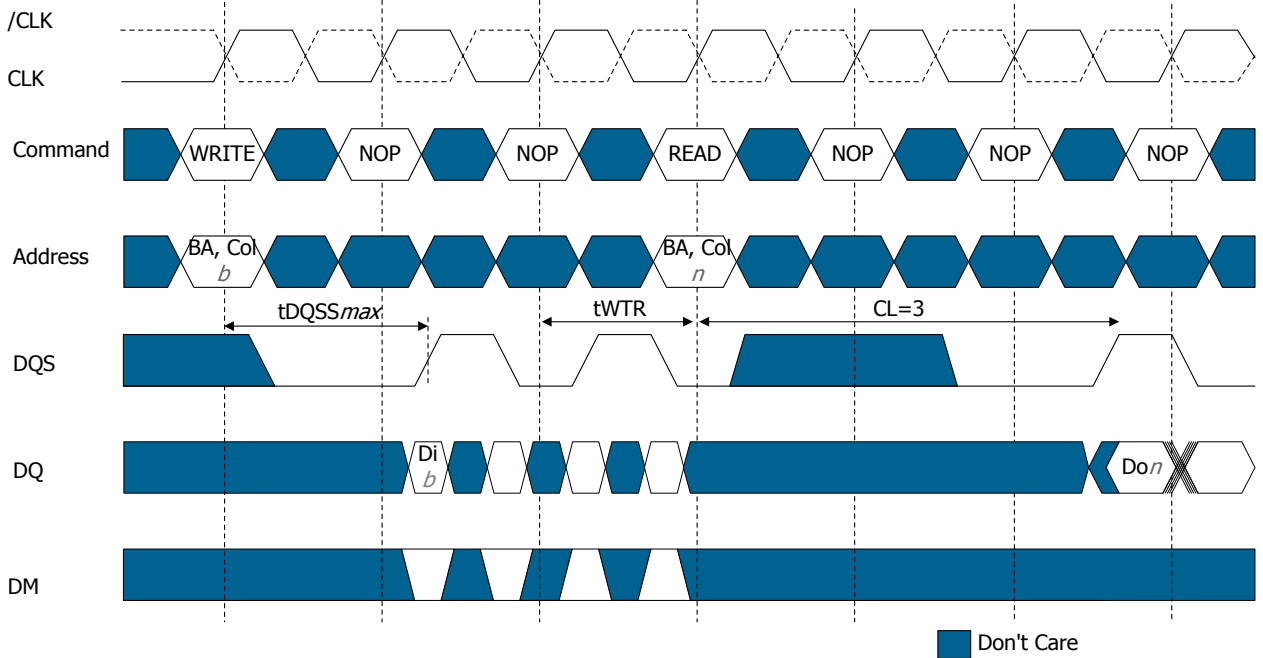 /CLK
CLK
Command
WRITE NOP NOP READ NOP NOP NOP
Address
BA, Col BA, Col
b n
tDQSSmax tWTR CL=3
DQS
DQ
Di
b
Don
DM
Don't Care